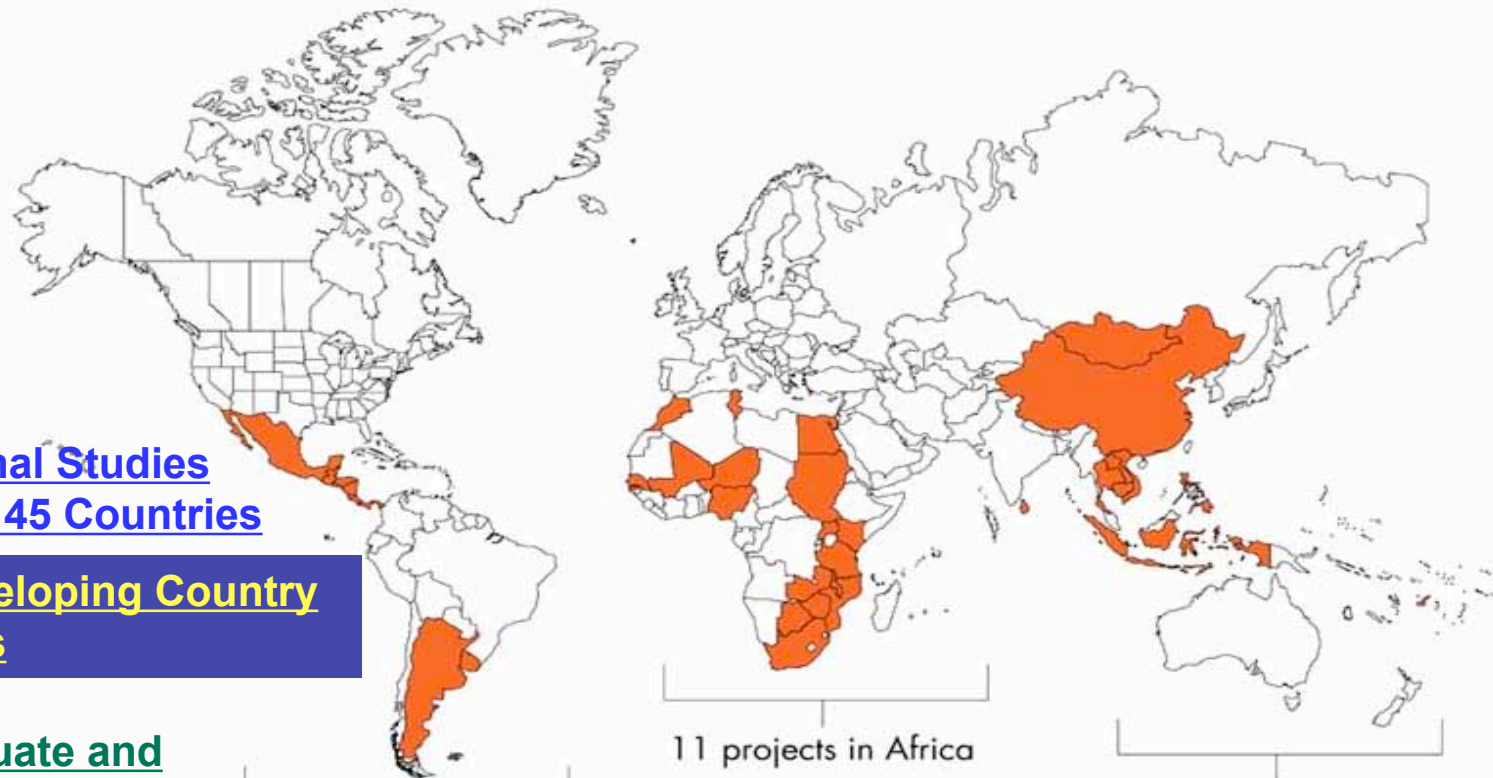 nal Studies
45 Countries
eloping Country
s
uate and
11 projects in Africa